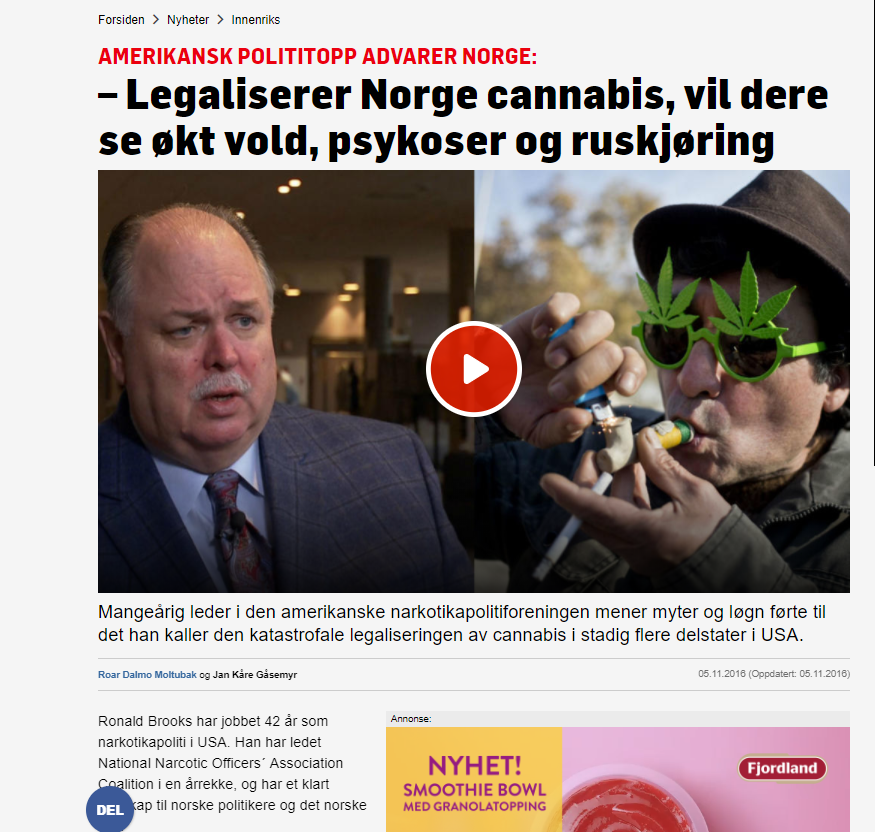 Forsiden > Nyheter > Innenriks
AMERIKANSK POLITITOPP ADVARER NORGE:
– Legaliserer Norge cannabis, vil dere
se økt vold, psykoser og ruskjøring
Mangeårig leder i den amerikanske narkotikapolitiforeningen mener myter og løgn førte til
det han kaller den katastrofale legaliseringen av cannabis i stadig flere delstater i USA.
Roar Dalmo Moltubak og Jan Kåre Gåsemyr
05.11.2016 (Oppdatert: 05.11.2016)
Ronald Brooks har jobbet 42 år som
narkotikapoliti i USA. Han har ledet
National Narcotic Officers´ Association
Coalition i en årrekke, og har et klart
kap til norske politikere og det norske
DEL
Annonse:
NYHET!
SMOOTHIE BOWL
MED GRANOLATOPPING
Fjordland